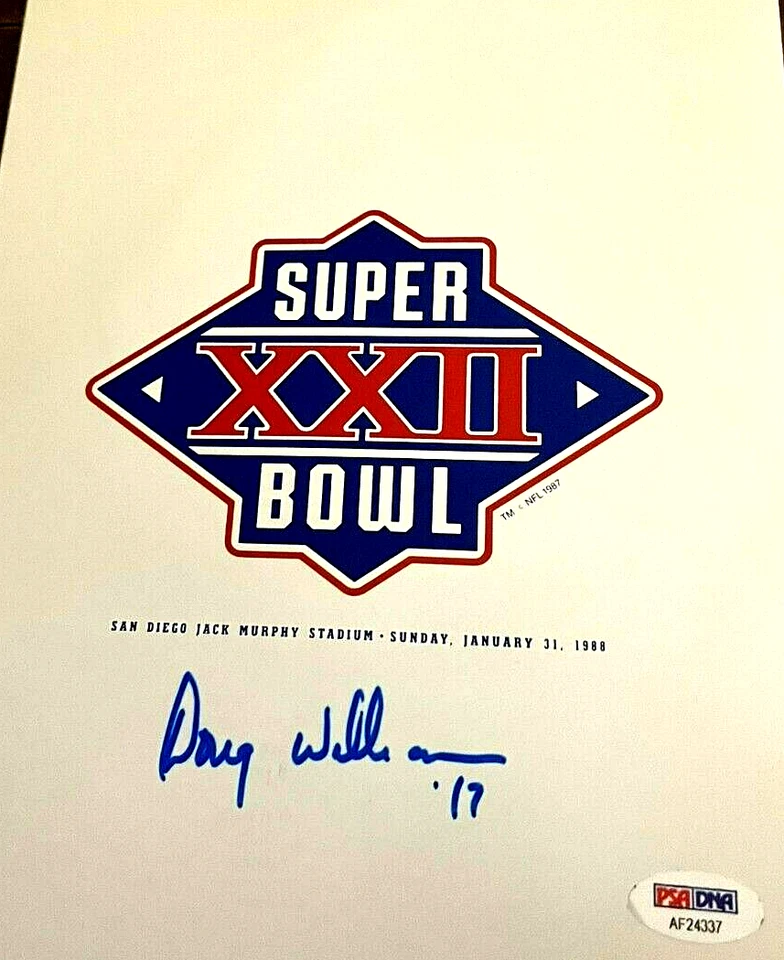 SUPER
XXII
BOWL
TM © NFL 1987
SAN DIEGO JACK MURPHY STADIUM • SUNDAY, JANUARY 31, 1988
Doug Williams
'17
PSA DNA
AF24337